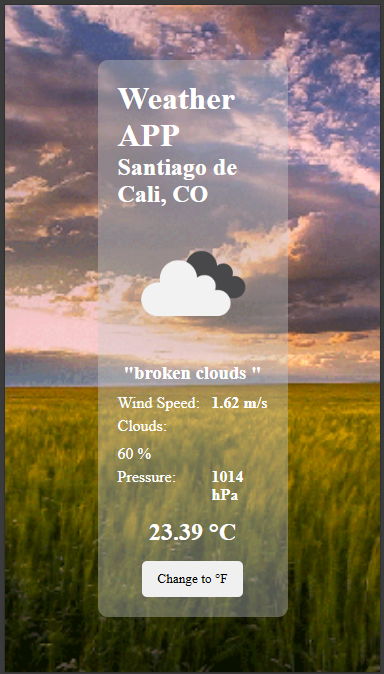 Weather
APP
Santiago de
Cali, CO
"broken clouds "
Wind Speed: 1.62 m/s
Clouds:
60 %
Pressure: 1014
hPa
23.39 °C
Change to °F